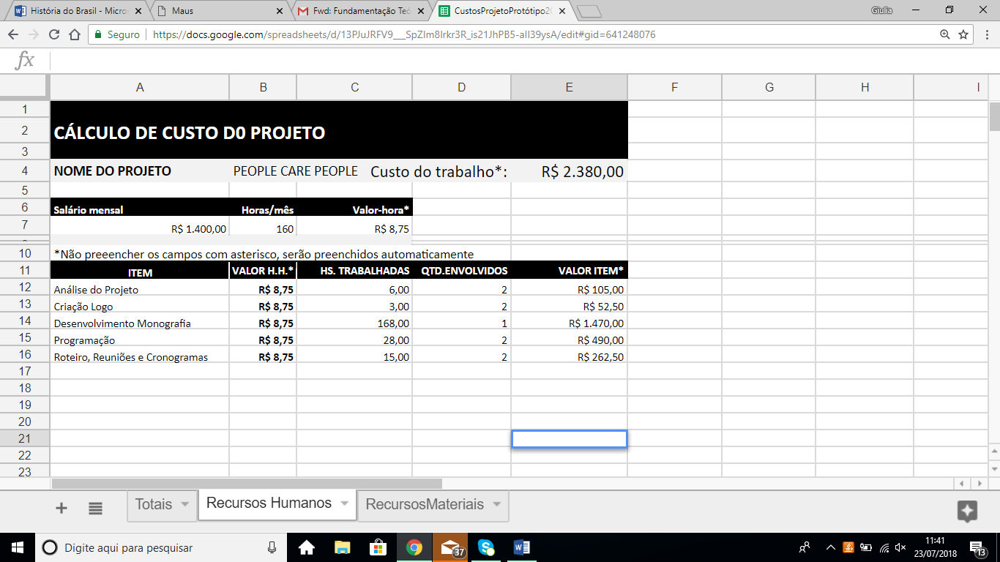 História do Brasil - Micros
Maus
Fwd: Fundamentação Teó
CustosProjetoProtótipo20
Giulia
Seguro
https://docs.google.com/spreadsheets/d/13PJuJRFV9___SpZlm8Irkr3R_is21JhPB5-aII39ysA/edit#gid=641248076
fx
A B C D E F G H I
1
2 CÁLCULO DE CUSTO D0 PROJETO
3
4 NOME DO PROJETO PEOPLE CARE PEOPLE Custo do trabalho*: R$ 2.380,00
5
6 Salário mensal Horas/mês Valor-hora*
7 R$ 1.400,00 160 R$ 8,75
10 *Não preeencher os campos com asterisco, serão preenchidos automaticamente
11 ITEM VALOR H.H.* HS. TRABALHADAS QTD.ENVOLVIDOS VALOR ITEM*
12 Análise do Projeto R$ 8,75 6,00 2 R$ 105,00
13 Criação Logo R$ 8,75 3,00 2 R$ 52,50
14 Desenvolvimento Monografia R$ 8,75 168,00 1 R$ 1.470,00
15 Programação R$ 8,75 28,00 2 R$ 490,00
16 Roteiro, Reuniões e Cronogramas R$ 8,75 15,00 2 R$ 262,50
17
18
19
20
21
22
23
Totais Recursos Humanos RecursosMateriais
Digite aqui para pesquisar
37
11:41
23/07/2018
13